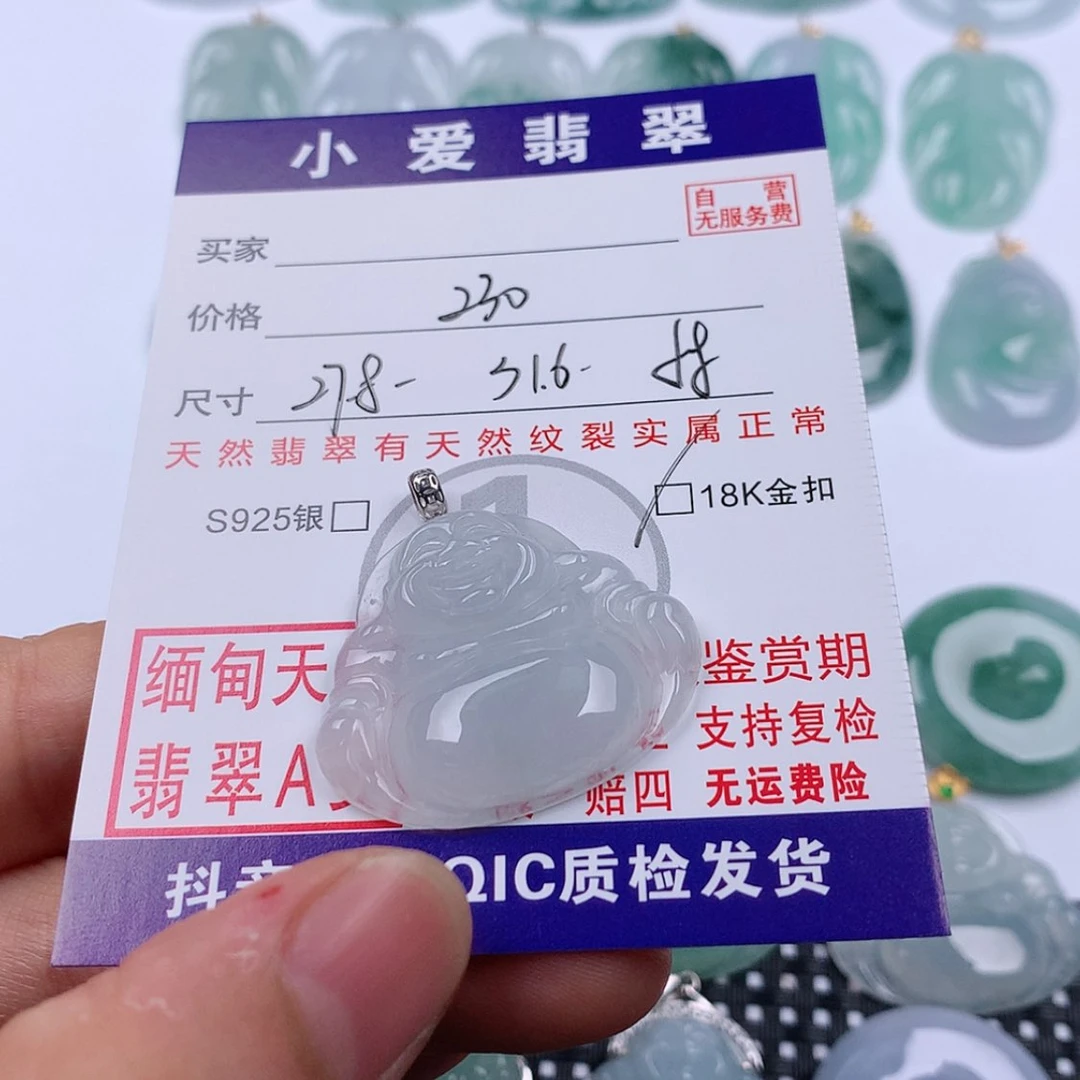 小爱翡翠
自营
无服务费
买家
价格 230
尺寸 27.8- 31.6-
天然翡翠有天然纹裂实属正常
S925银 18K金扣
缅甸天
翡翠A
鉴赏期
支持复检
赔四 无运费险
抖音 QIC质检发货